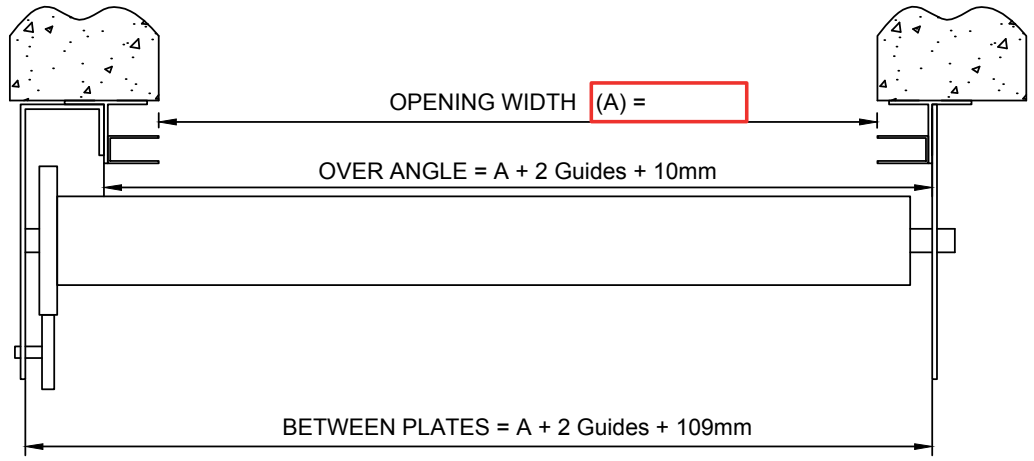 OPENING WIDTH (A) =
OVER ANGLE = A + 2 Guides + 10mm
BETWEEN PLATES = A + 2 Guides + 109mm